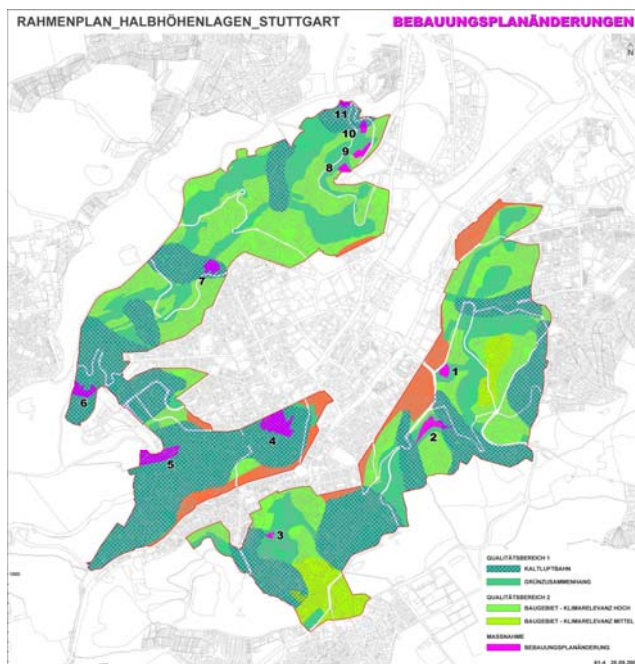 RAHMENPLAN_HALBHÖHENLAGEN_STUTTGART
BEBAUUNGSPLANÄNDERUNGEN
N
11
10
9
8
7
1
6
2
4
5
3
QUALITÄTSBEREICH 1
KALTLUFTBAHN
GRÜNZUSAMMENHANG
QUALITÄTSBEREICH 2
BAUGEBIET - KLIMARELEVANZ HOCH
BAUGEBIET - KLIMARELEVANZ MITTEL
MASSNAHME
BEBAUUNGSPLANÄNDERUNG